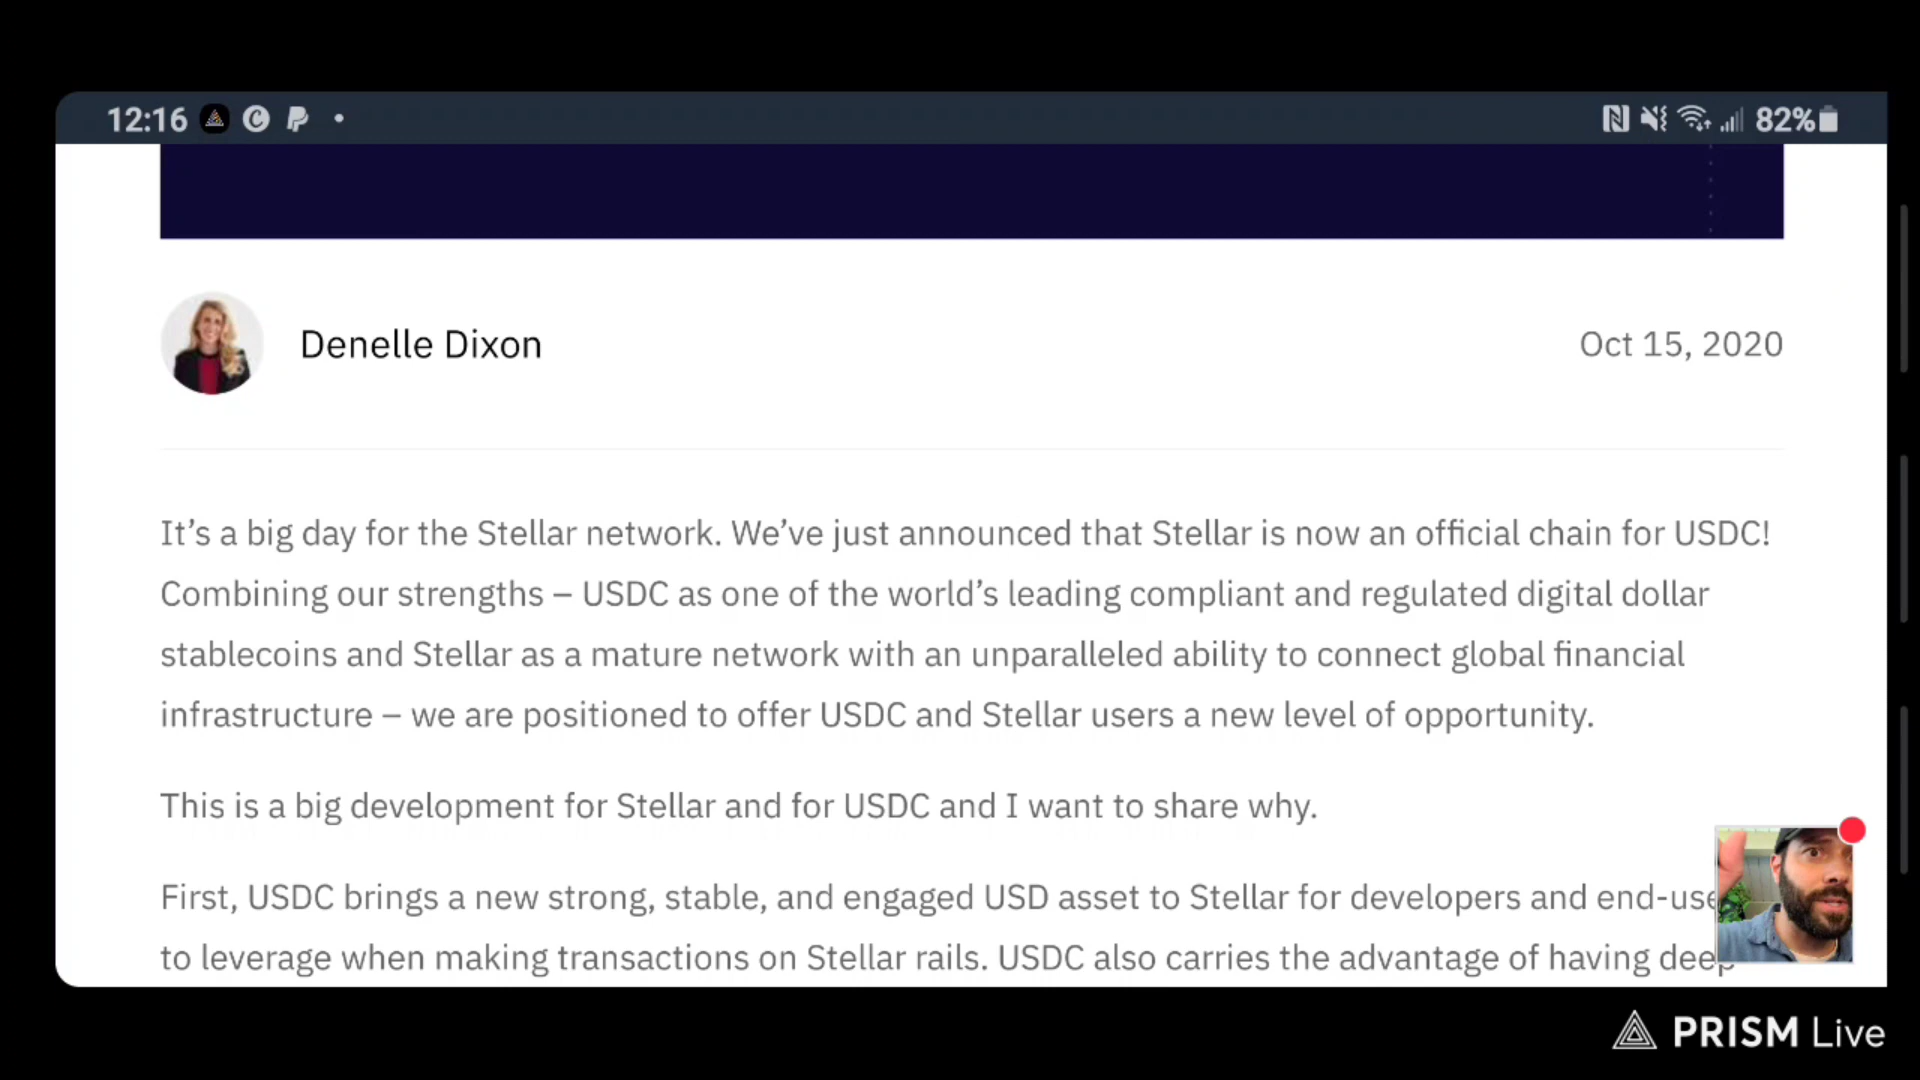 12:16
82%
Denelle Dixon
Oct 15, 2020
It’s a big day for the Stellar network. We’ve just announced that Stellar is now an official chain for USDC!
Combining our strengths – USDC as one of the world’s leading compliant and regulated digital dollar
stablecoins and Stellar as a mature network with an unparalleled ability to connect global financial
infrastructure – we are positioned to offer USDC and Stellar users a new level of opportunity.
This is a big development for Stellar and for USDC and I want to share why.
First, USDC brings a new strong, stable, and engaged USD asset to Stellar for developers and
to leverage when making transactions on Stellar rails. USDC also carries the advantage of having deep
PRISM Live